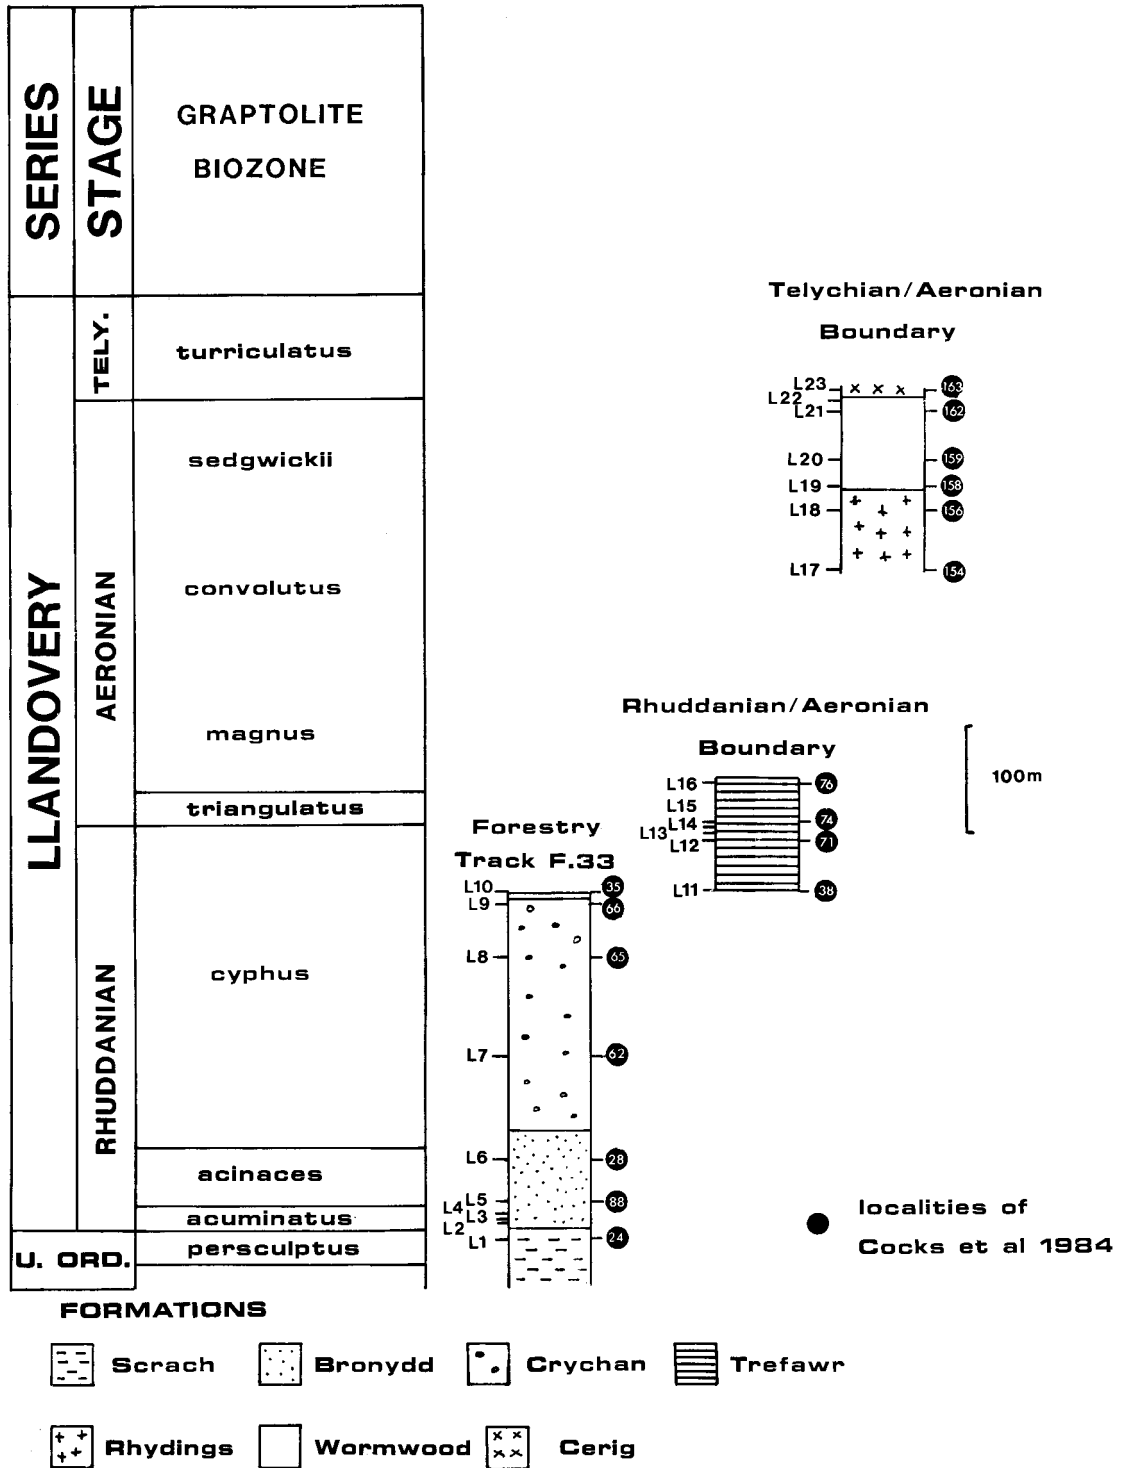 SERIES
STAGE
GRAPTOLITE
BIOZONE
LLANDOVERY
TELY.
turriculatus
AERONIAN
sedgwickii
convolutus
magnus
triangulatus
RHUDDANIAN
cyphus
acinaces
acuminatus
U. ORD.
persculptus
Telychian/Aeronian
Boundary
L23 163
L22
L21 162
L20 159
L19 158
L18 156
L17 154
Rhuddanian/Aeronian
Boundary
L16 76
L15
L14 74
L13
L12 71
L11 38
100m
Forestry
Track F.33
L10 35
L9 66
L8 65
L7 62
L6 28
L5 88
L4
L3
L2
L1 24
localities of
Cocks et al 1984
FORMATIONS
Scrach Bronydd Crychan Trefawr
Rhydings Wormwood Cerig